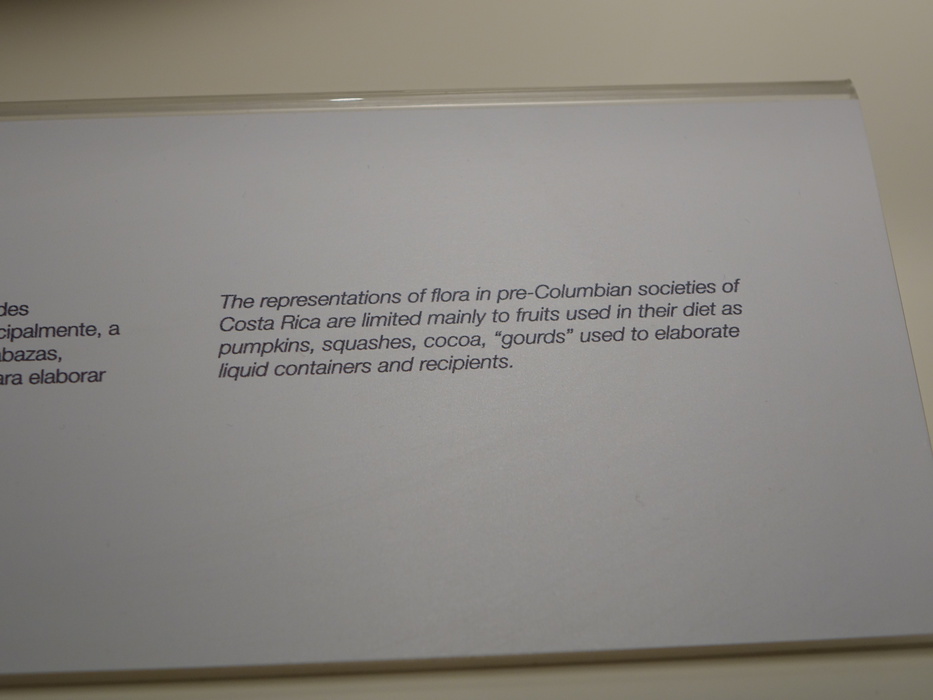 des
cipalmente, a
abazas,
ara elaborar
The representations of flora in pre-Columbian societies of
Costa Rica are limited mainly to fruits used in their diet as
pumpkins, squashes, cocoa, “gourds” used to elaborate
liquid containers and recipients.